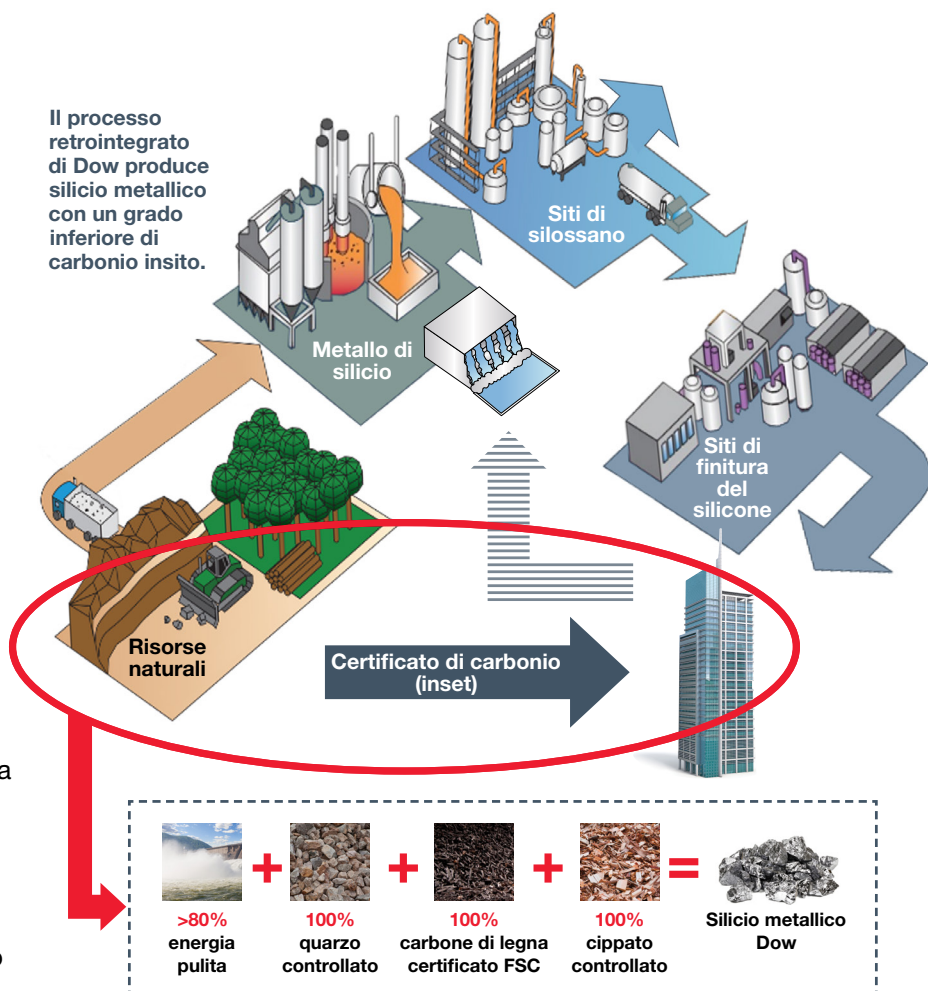 Il processo
retrointegrato
di Dow produce
silicio metallico
con un grado
inferiore di
carbonio insito.
Siti di
silossano
Metallo di
silicio
Siti di
finitura
del
silicone
Risorse
naturali
Certificato di carbonio
(inset)
a
>80%
energia
pulita
+
100%
quarzo
controllato
+
100%
carbone di legna
certificato FSC
+
100%
cippato
controllato
=
Silicio metallico
Dow
o